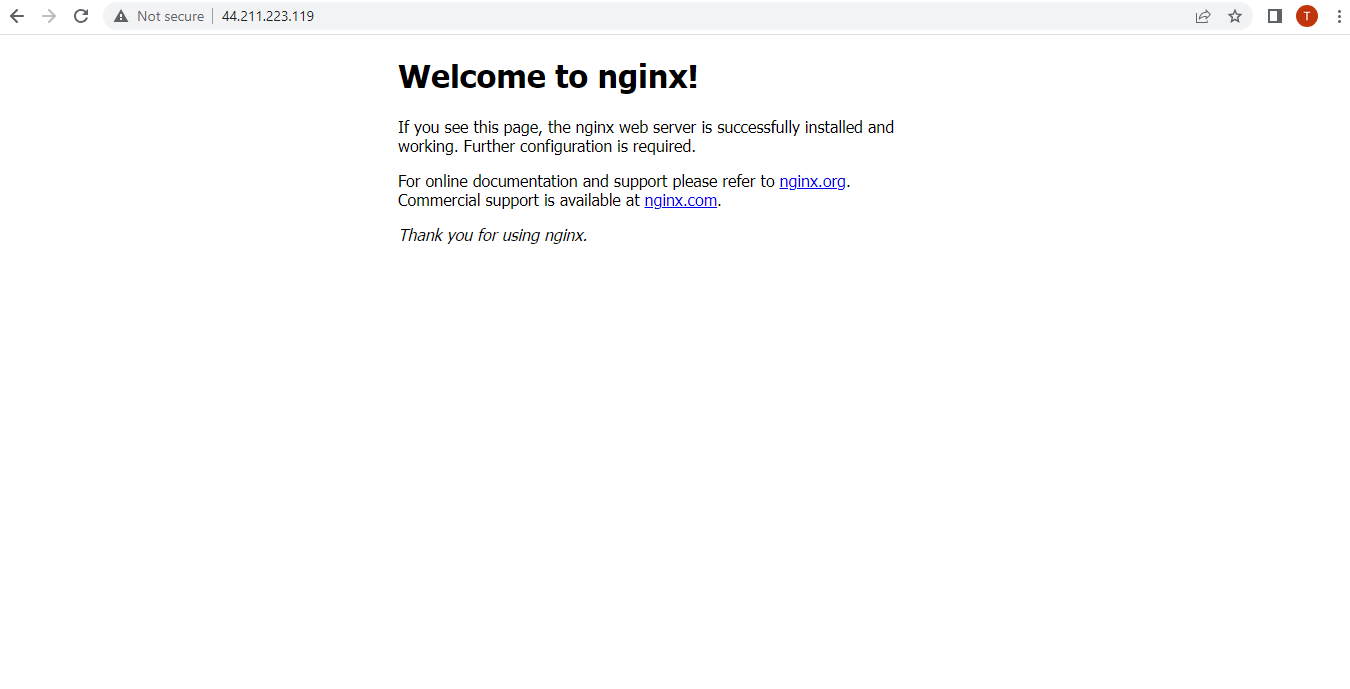 Not secure 44.211.223.119
T
Welcome to nginx!
If you see this page, the nginx web server is successfully installed and
working. Further configuration is required.
For online documentation and support please refer to nginx.org.
Commercial support is available at nginx.com.
Thank you for using nginx.